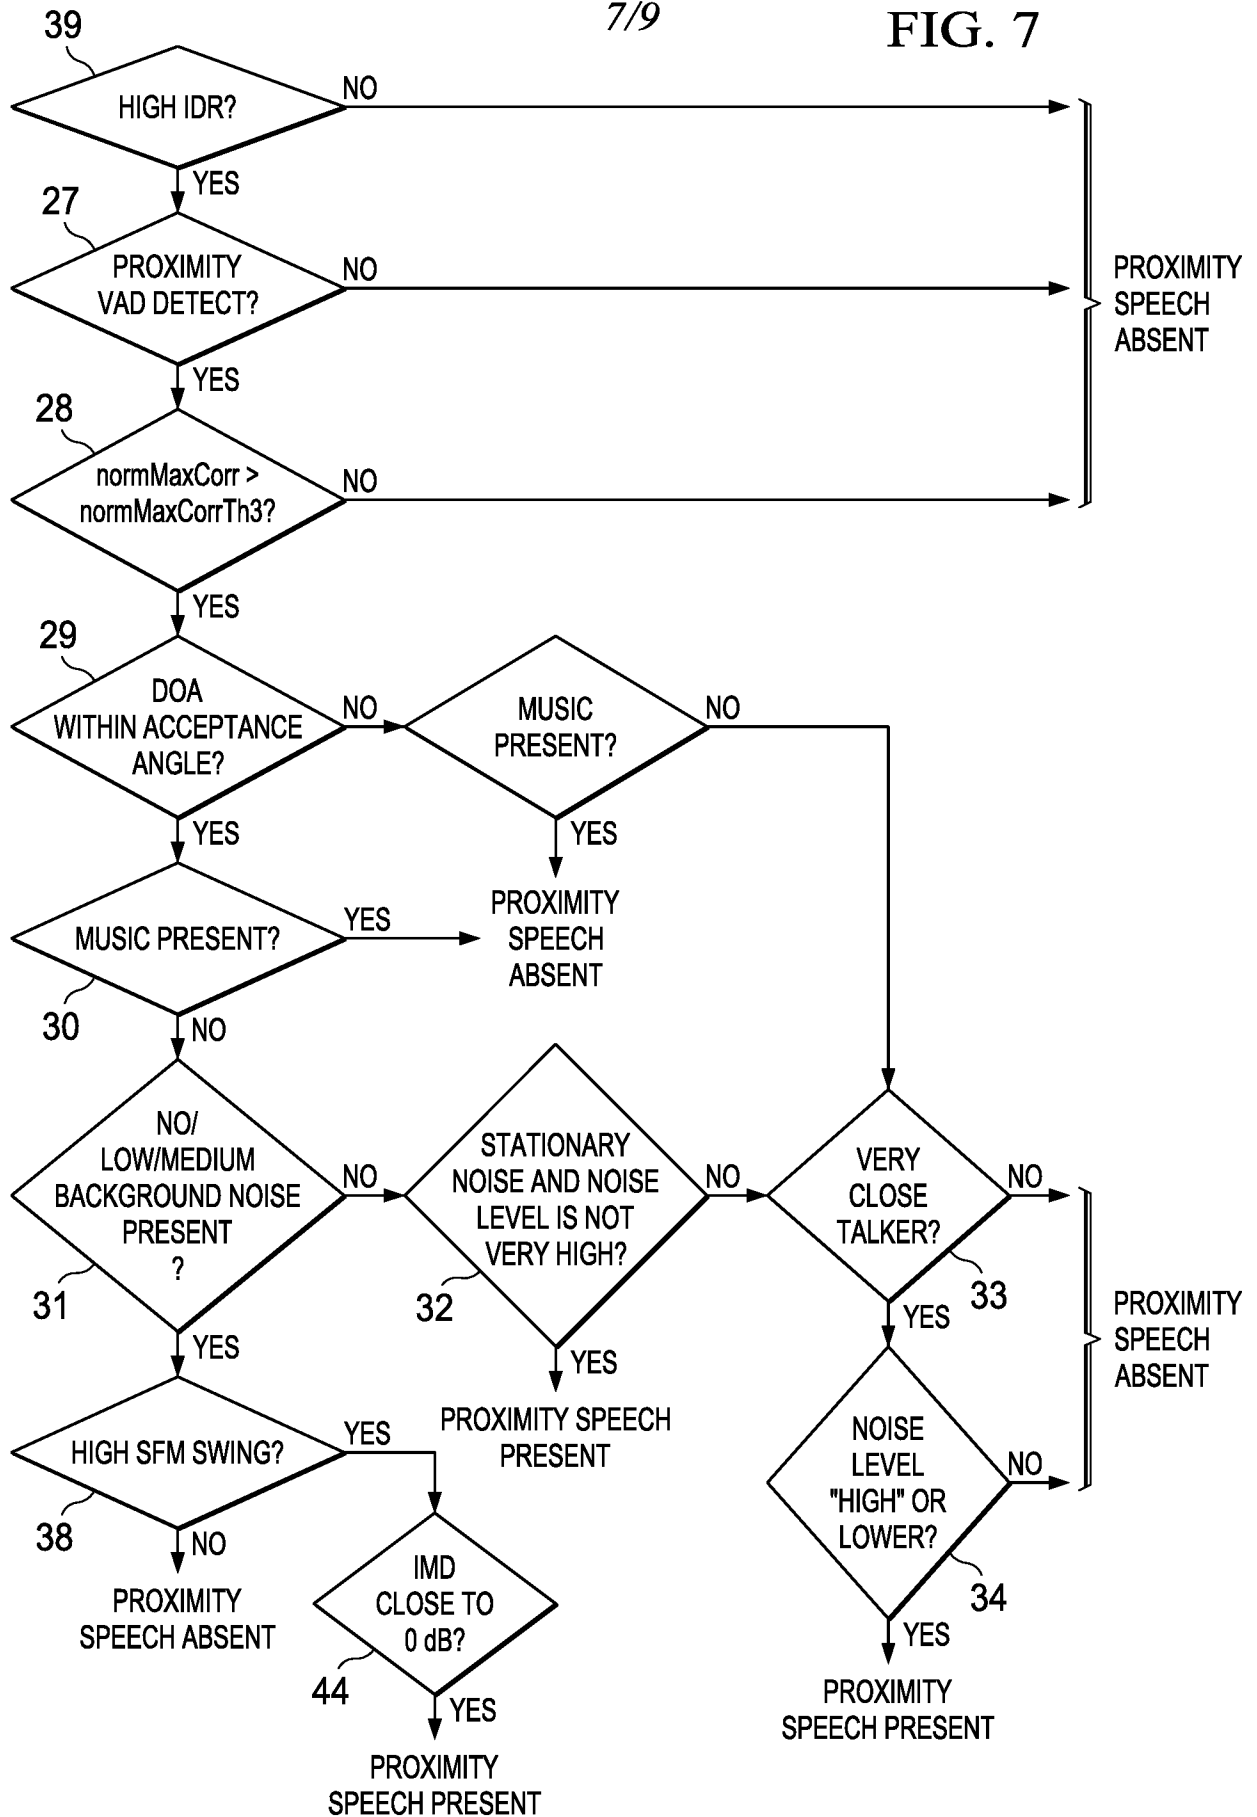 7/9
FIG. 7
39
HIGH IDR?
NO
YES
27
PROXIMITY
VAD DETECT?
NO
YES
PROXIMITY
SPEECH
ABSENT
28
normMaxCorr >
normMaxCorrTh3?
NO
YES
29
DOA
WITHIN ACCEPTANCE
ANGLE?
NO
YES
MUSIC
PRESENT?
NO
YES
PROXIMITY
SPEECH
ABSENT
MUSIC PRESENT?
YES
30
NO
NO/
LOW/MEDIUM
BACKGROUND NOISE
PRESENT
?
NO
31
YES
STATIONARY
NOISE AND NOISE
LEVEL IS NOT
VERY HIGH?
NO
32
YES
PROXIMITY SPEECH
PRESENT
VERY
CLOSE
TALKER?
NO
33
YES
PROXIMITY
SPEECH
ABSENT
NOISE
LEVEL
"HIGH" OR
LOWER?
NO
34
YES
PROXIMITY
SPEECH PRESENT
HIGH SFM SWING?
YES
38
NO
PROXIMITY
SPEECH ABSENT
IMD
CLOSE TO
0 dB?
44
YES
PROXIMITY
SPEECH PRESENT